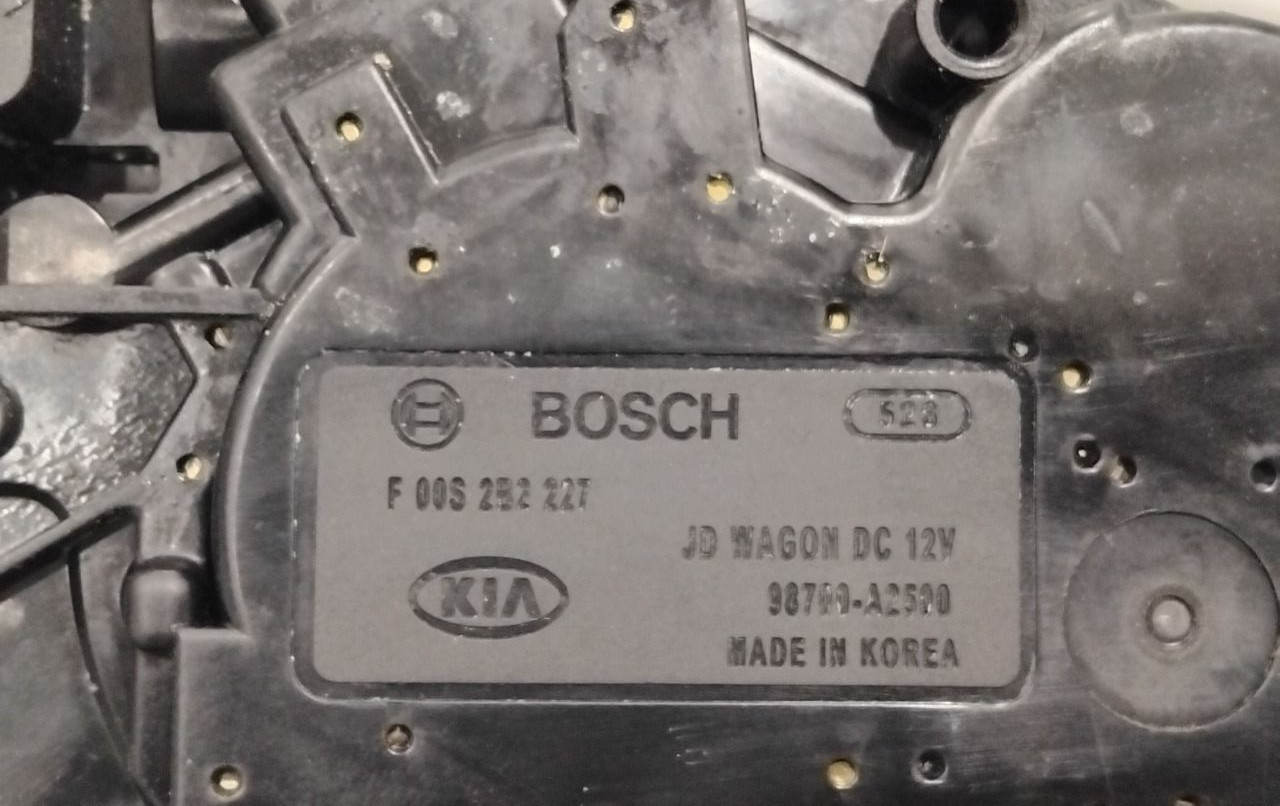 BOSCH 528
F 00S 2B2 227
JD WAGON DC 12V
KIA
98700-A2500
MADE IN KOREA